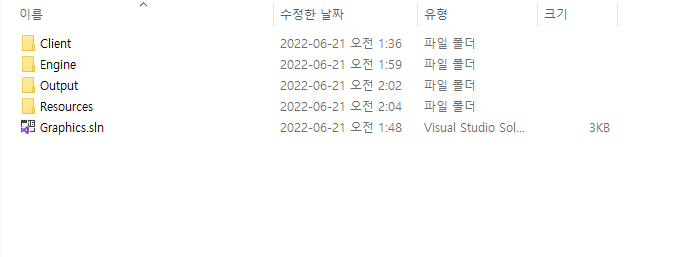 이름 수정한 날짜 유형 크기
Client 2022-06-21 오전 1:36 파일 폴더
Engine 2022-06-21 오전 1:59 파일 폴더
Output 2022-06-21 오전 2:02 파일 폴더
Resources 2022-06-21 오전 2:04 파일 폴더
Graphics.sln 2022-06-21 오전 1:48 Visual Studio Sol... 3KB